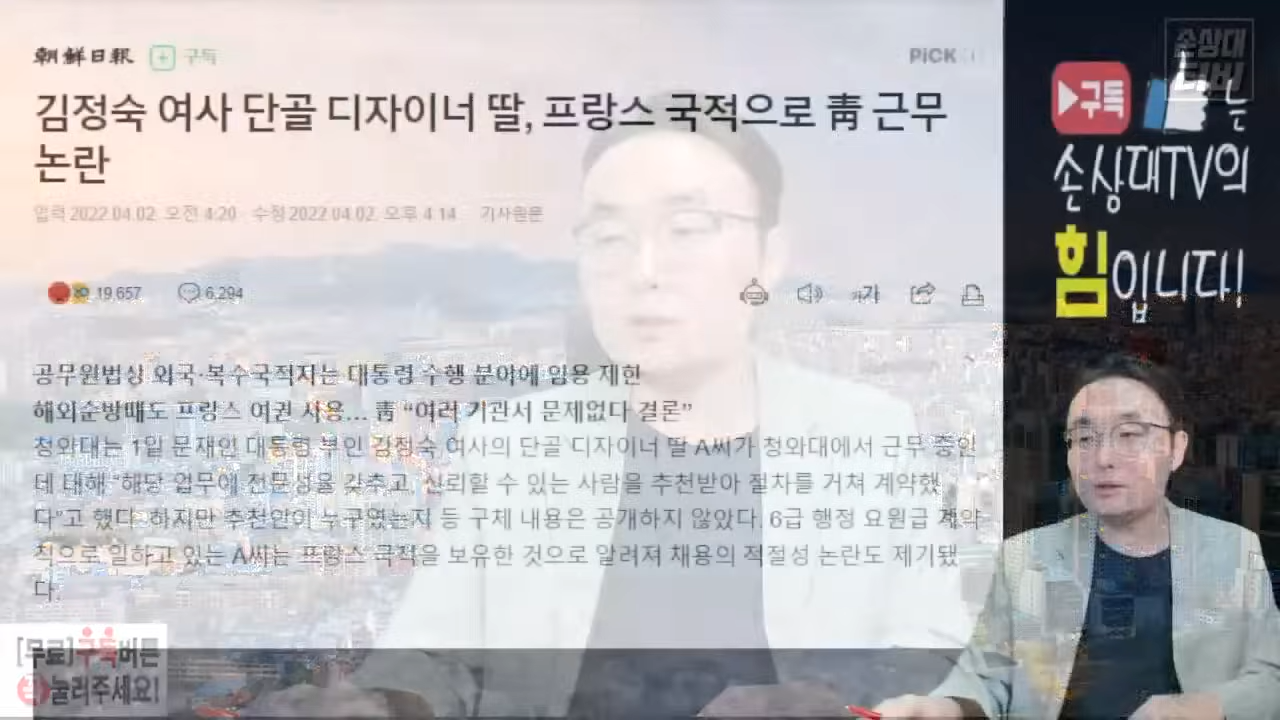 朝鮮日報 구독
PiCK
김정숙 여사 단골 디자이너 딸, 프랑스 국적으로 靑 근무
논란
입력 2022.04.02. 오전 4:20 수정 2022.04.02. 오후 4:14 기사원문
19,657 6,294
가가
공무원법상 외국·복수국적자는 대통령 수행 분야에 임용 제한
해외순방때도 프랑스 여권 사용... 靑 “여러 기관서 문제없다 결론”
청와대는 1일 문재인 대통령 부인 김정숙 여사의 단골 디자이너 딸 A씨가 청와대에서 근무 중인
데 대해 “해당 업무에 전문성을 갖추고, 신뢰할 수 있는 사람을 추천받아 절차를 거쳐 계약했
다”고 했다. 하지만 추천인이 누구였는지 등 구체 내용은 공개하지 않았다. 6급 행정 요원급 계약
직으로 일하고 있는 A씨는 프랑스 국적을 보유한 것으로 알려져 채용의 적절성 논란도 제기됐
다.
손상대
TV
구독 는
손상대TV의
힘입니다!
[무료]구독버튼
꾹눌러주세요!